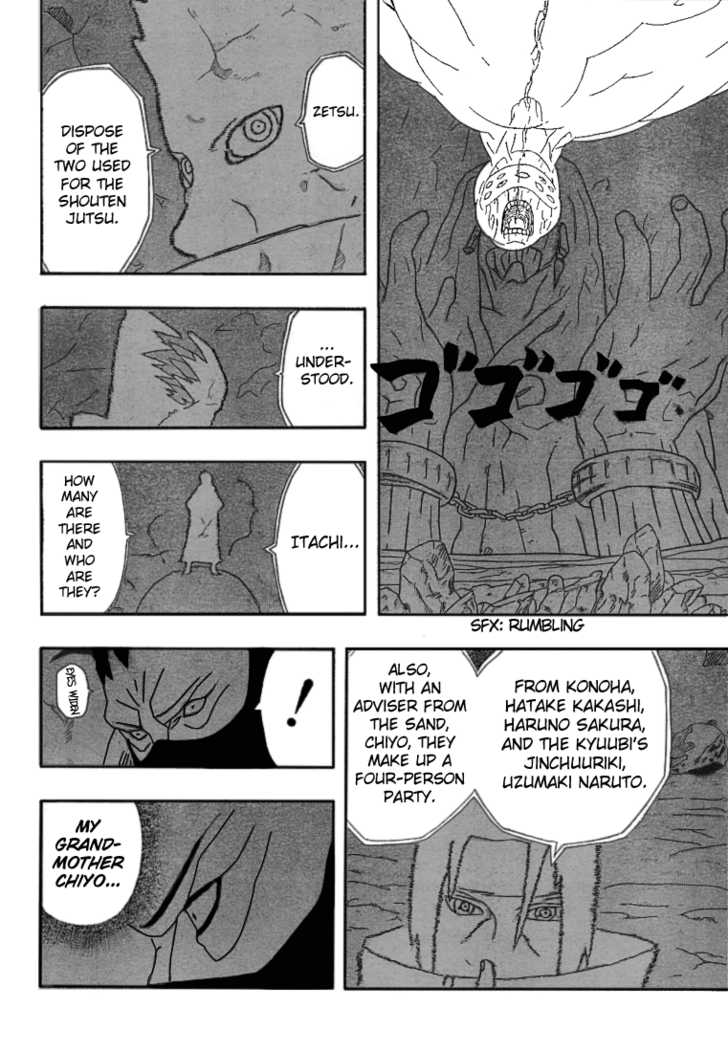 ゴゴゴゴ
SFX: RUMBLING
ZETSU.
DISPOSE
OF THE
TWO USED
FOR THE
SHOUTEN
JUTSU.
...
UNDER-
STOOD.
ITACHI...
HOW
MANY
ARE
THERE
AND
WHO
ARE
THEY?
FROM KONOHA,
HATAKE KAKASHI,
HARUNO SAKURA,
AND THE KYUUBI'S
JINCHUURIKI,
UZUMAKI NARUTO.
ALSO,
WITH AN
ADVISER FROM
THE SAND,
CHIYO, THEY
MAKE UP A
FOUR-PERSON
PARTY.
!
EYES WIDEN
MY
GRAND-
MOTHER
CHIYO...